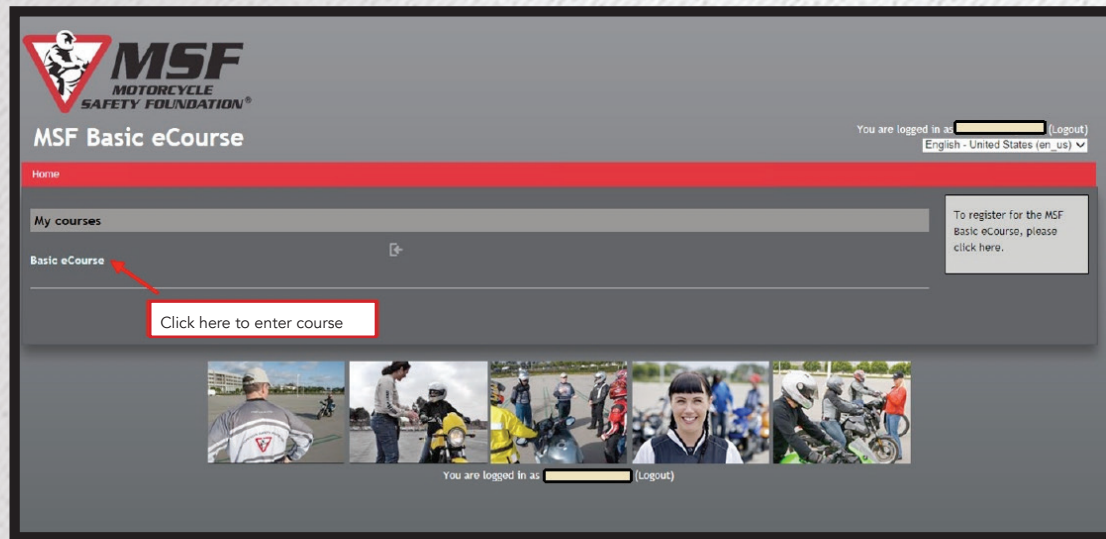 MSF
MOTORCYCLE
SAFETY FOUNDATION®
MSF Basic eCourse
You are logged in as (Logout)
English - United States (en_us)
Home
My courses
To register for the MSF
Basic eCourse, please
click here.
Basic eCourse
Click here to enter course
You are logged in as (Logout)